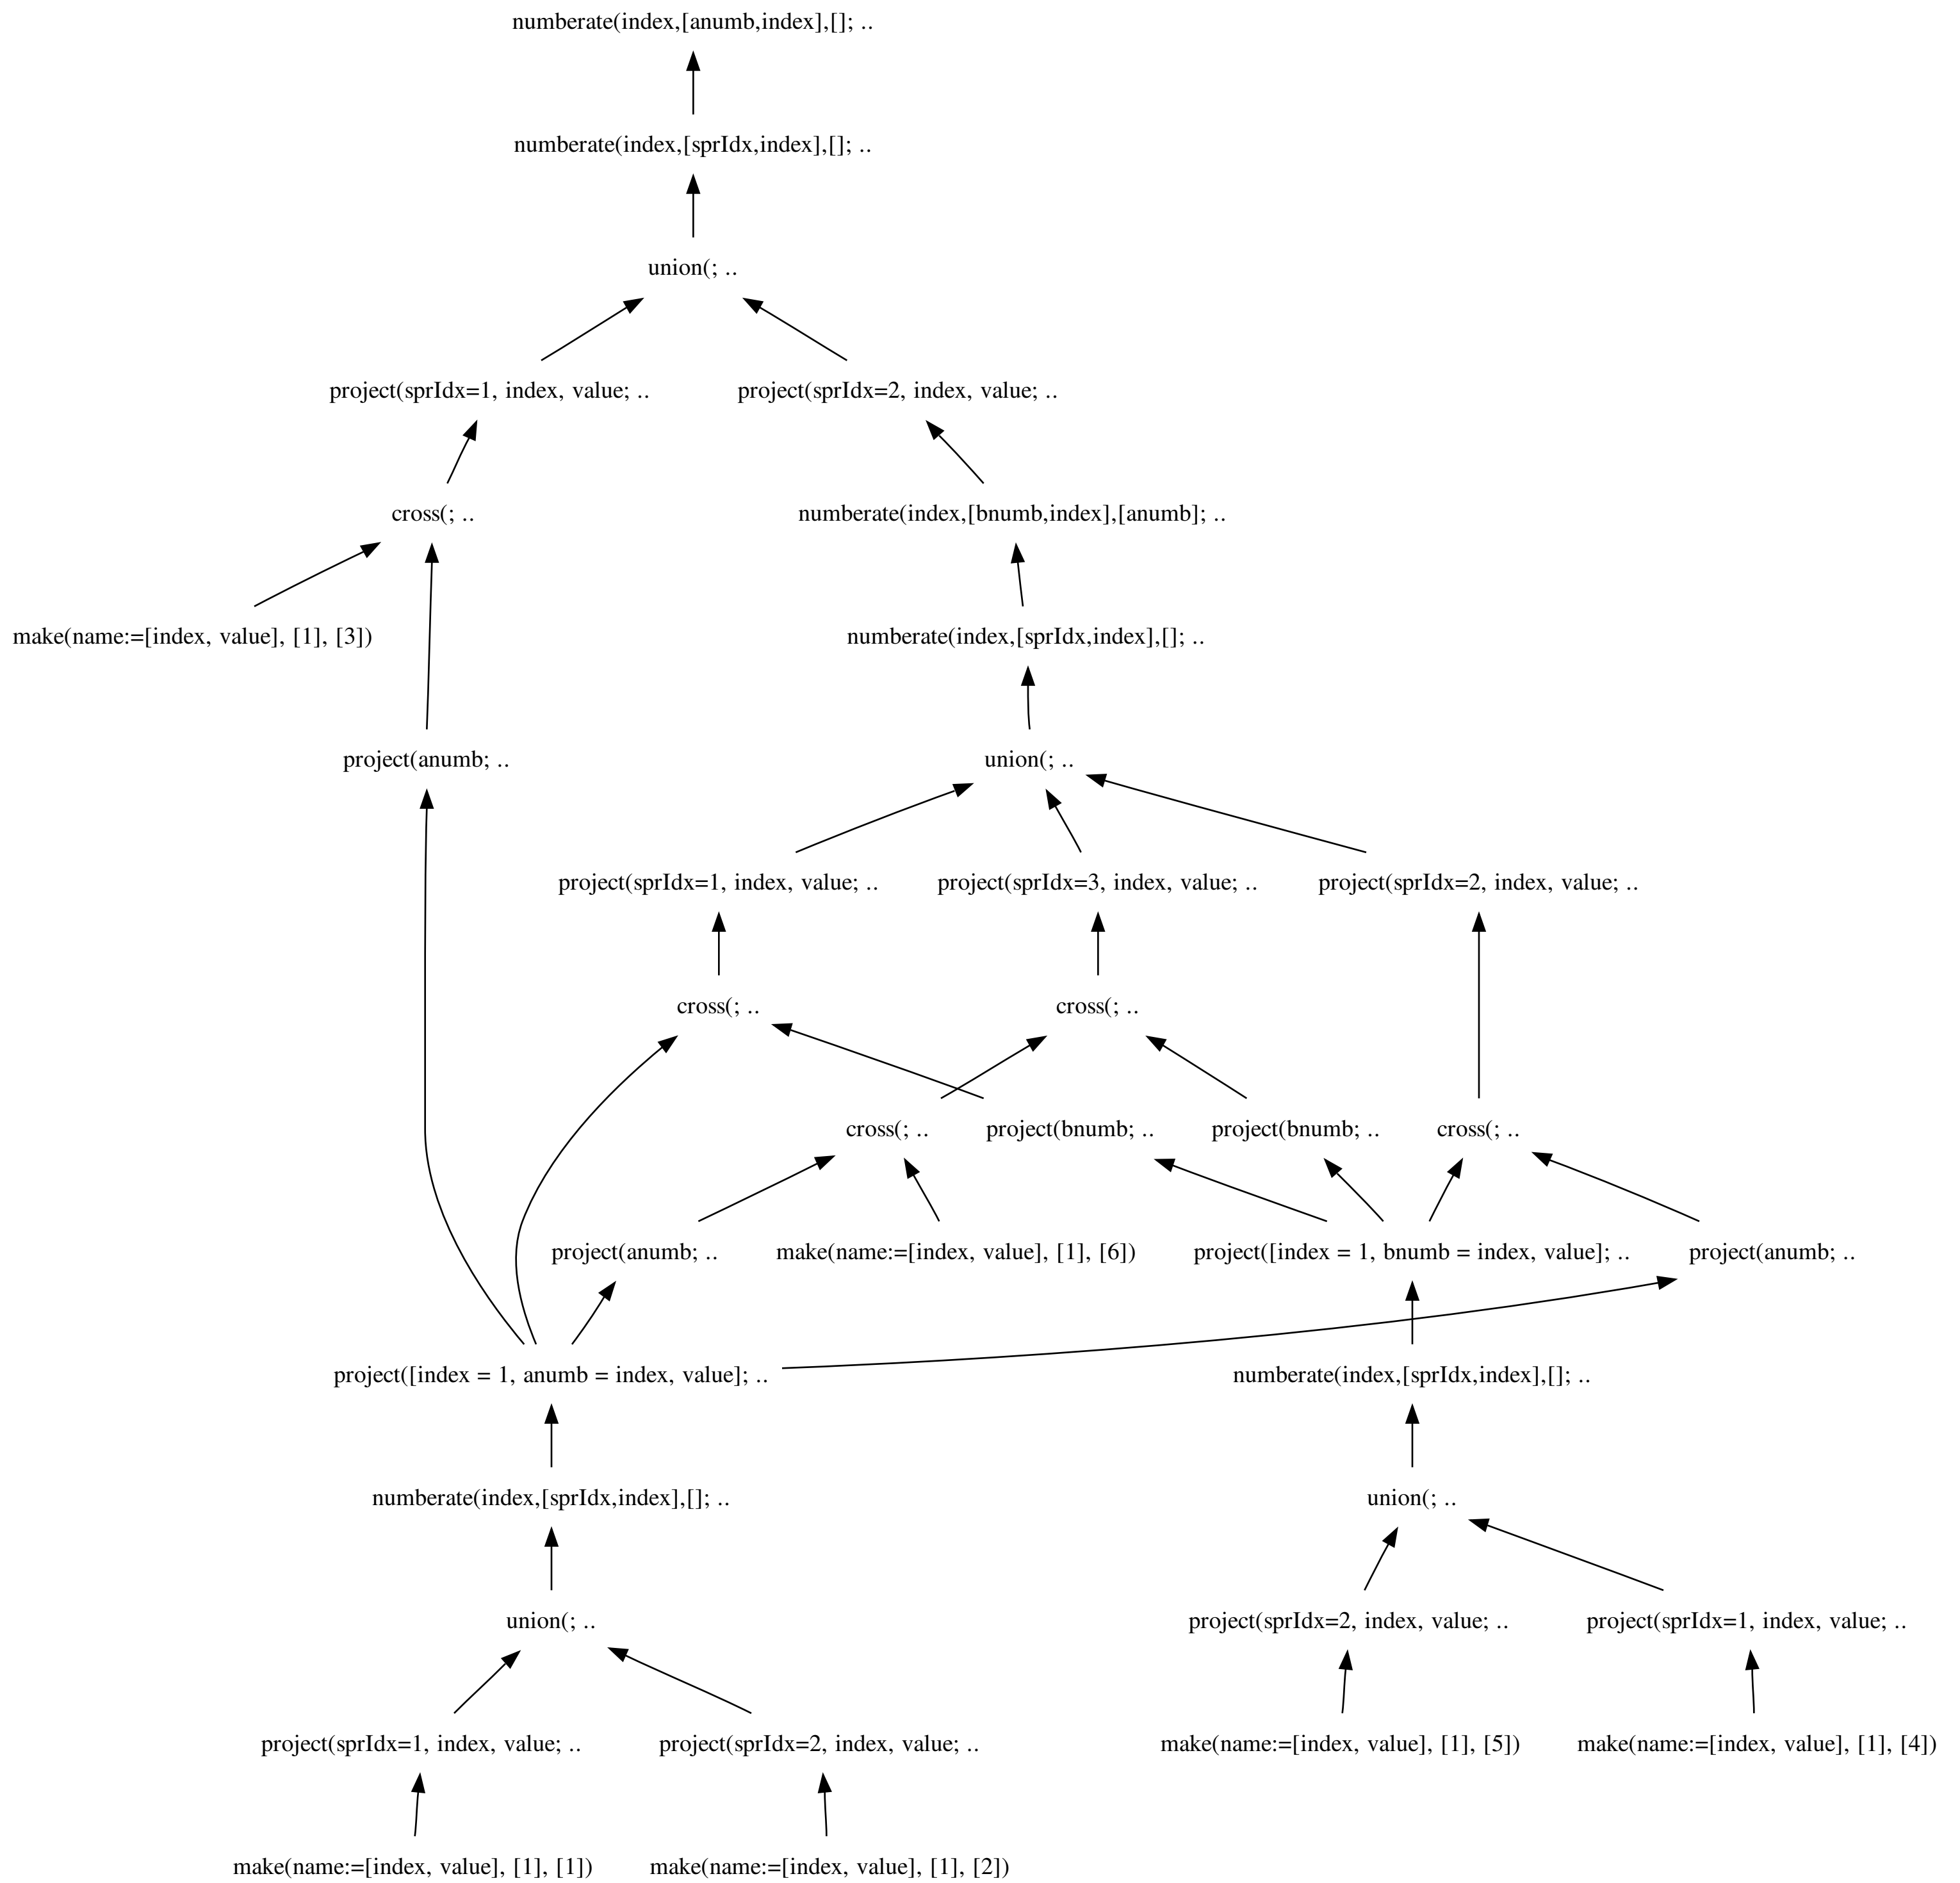 numberate(index,[anumb,index],[]; ..
numberate(index,[sprIdx,index],[]; ..
union(; ..
project(sprIdx=1, index, value; ..
project(sprIdx=2, index, value; ..
cross(; ..
numberate(index,[bnumb,index],[anumb]; ..
make(name:=[index, value], [1], [3])
numberate(index,[sprIdx,index],[]; ..
project(anumb; ..
union(; ..
project(sprIdx=1, index, value; ..
project(sprIdx=3, index, value; ..
project(sprIdx=2, index, value; ..
cross(; ..
cross(; ..
cross(; ..
project(bnumb; ..
project(bnumb; ..
cross(; ..
project(anumb; ..
make(name:=[index, value], [1], [6])
project([index = 1, bnumb = index, value]; ..
project(anumb; ..
project([index = 1, anumb = index, value]; ..
numberate(index,[sprIdx,index],[]; ..
numberate(index,[sprIdx,index],[]; ..
union(; ..
union(; ..
project(sprIdx=2, index, value; ..
project(sprIdx=1, index, value; ..
project(sprIdx=1, index, value; ..
project(sprIdx=2, index, value; ..
make(name:=[index, value], [1], [5])
make(name:=[index, value], [1], [4])
make(name:=[index, value], [1], [1])
make(name:=[index, value], [1], [2])